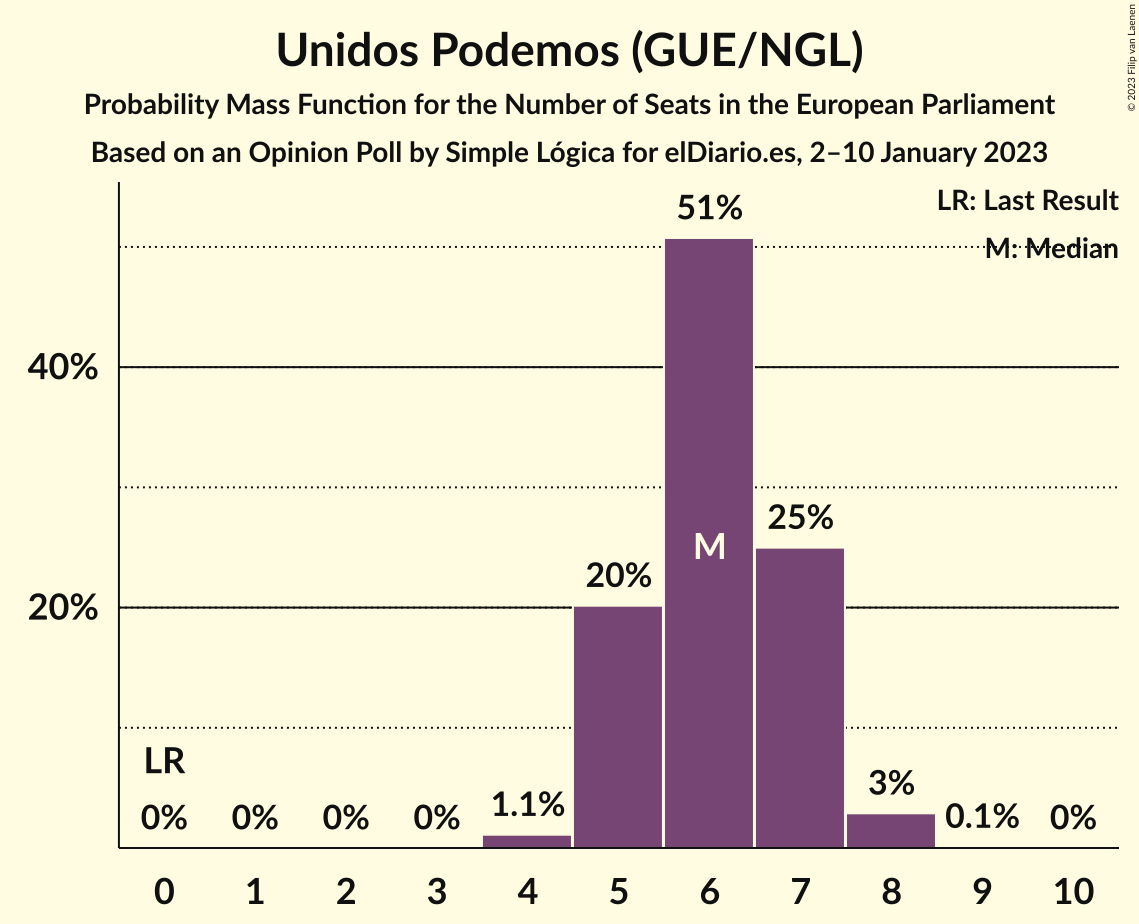 Unidos Podemos (GUE/NGL)
Probability Mass Function for the Number of Seats in the European Parliament
Based on an Opinion Poll by Simple Lógica for elDiario.es, 2–10 January 2023
© 2023 Filip van Laenen
LR: Last Result
M: Median
51%
40%
25%
M
20%
20%
LR
0%
0%
0%
0%
1.1%
3%
0.1%
0%
0 1 2 3 4 5 6 7 8 9 10